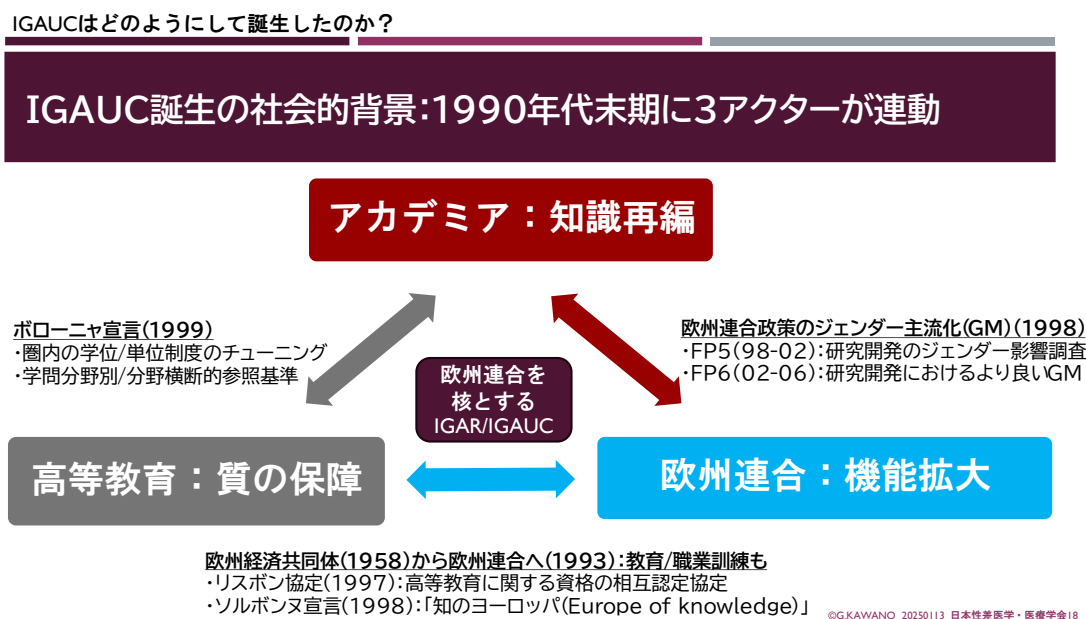 IGAUCはどのようにして誕生したのか？
IGAUC誕生の社会的背景:1990年代末期に3アクターが連動
アカデミア：知識再編
ボローニャ宣言(1999)
・圏内の学位/単位制度のチューニング
・学問分野別/分野横断的参照基準
欧州連合政策のジェンダー主流化(GM)(1998)
・FP5(98-02):研究開発のジェンダー影響調査
・FP6(02-06):研究開発におけるより良いGM
欧州連合を
核とする
IGAR/IGAUC
高等教育：質の保障
欧州連合：機能拡大
欧州経済共同体(1958)から欧州連合へ(1993):教育/職業訓練も
・リスボン協定(1997):高等教育に関する資格の相互認定協定
・ソルボンヌ宣言(1998):「知のヨーロッパ(Europe of knowledge)」
©G.KAWANO 20250113 日本性差医学・医療学会18